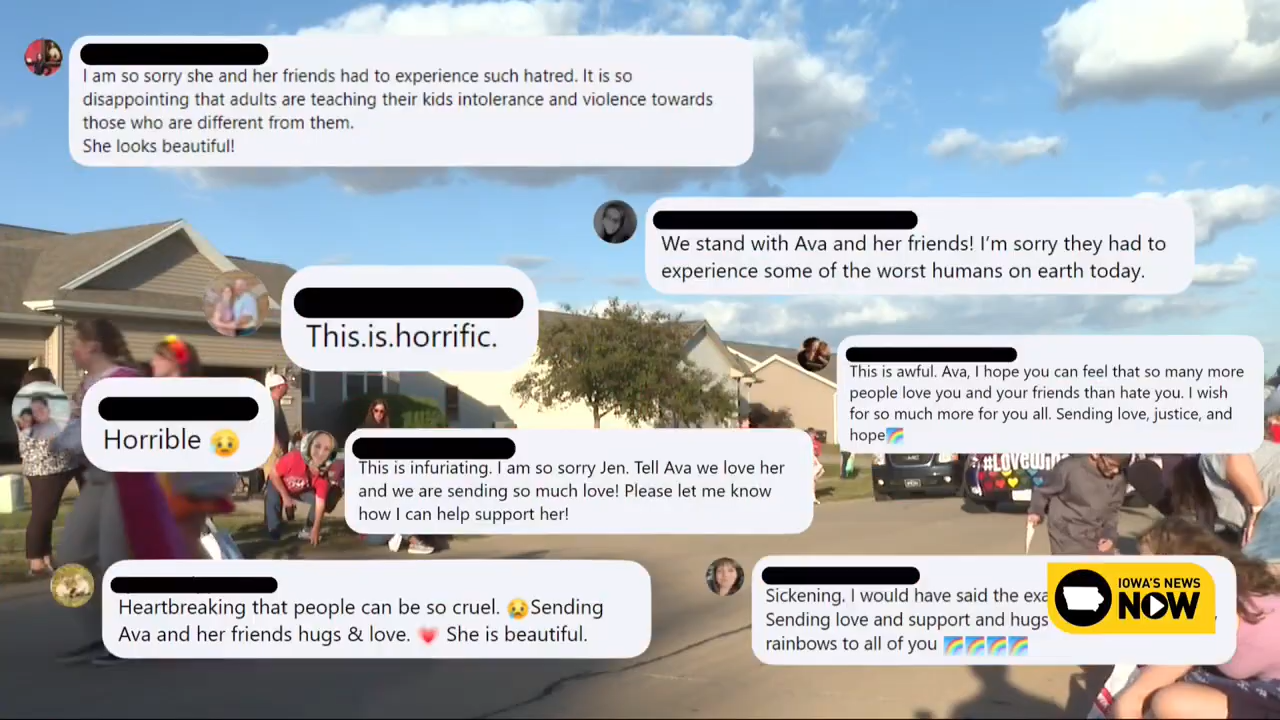 I am so sorry she and her friends had to experience such hatred. It is so
disappointing that adults are teaching their kids intolerance and violence towards
those who are different from them.
She looks beautiful!
We stand with Ava and her friends! I'm sorry they had to
experience some of the worst humans on earth today.
This.is.horrific.
This is awful. Ava, I hope you can feel that so many more
people love you and your friends than hate you. I wish
for so much more for you all. Sending love, justice, and
hope🌈
Horrible 😥
This is infuriating. I am so sorry Jen. Tell Ava we love her
and we are sending so much love! Please let me know
how I can help support her!
Heartbreaking that people can be so cruel. 😥Sending
Ava and her friends hugs & love. 💗 She is beautiful.
Sickening. I would have said the
Sending love and support and hugs
rainbows to all of you 🌈🌈🌈🌈
IOWA'S NEWS
NOW